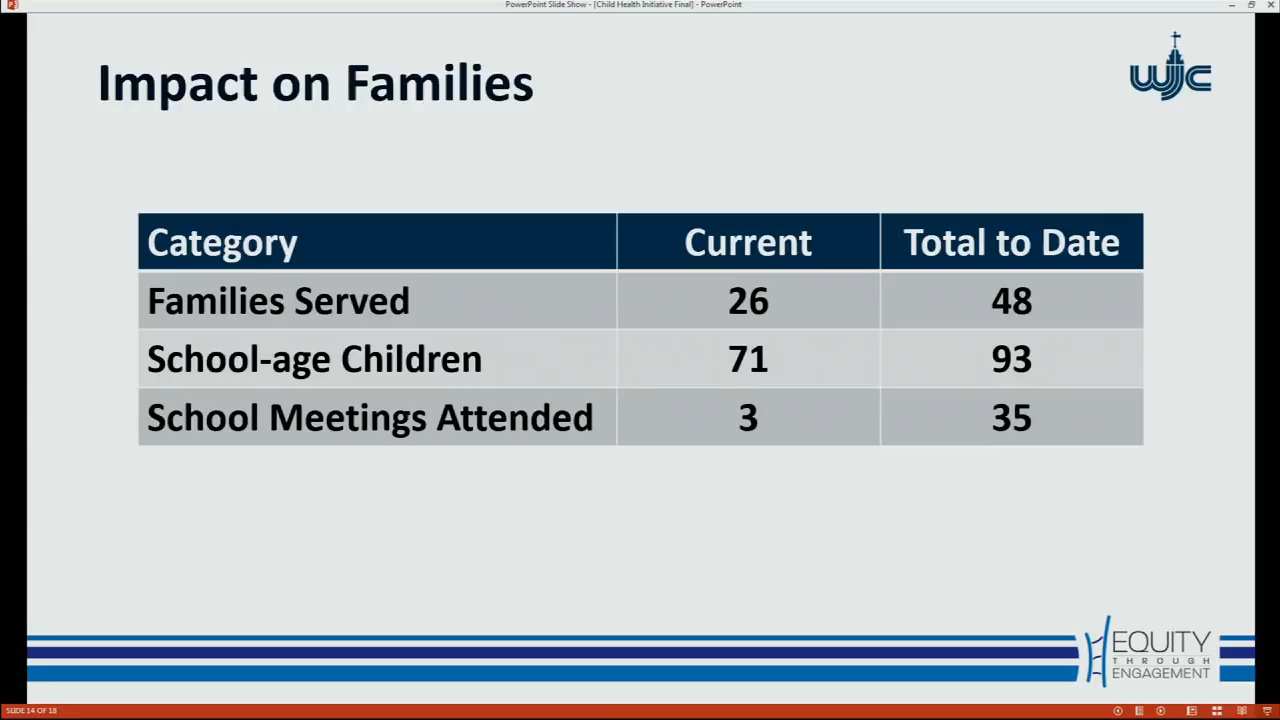 PowerPoint Slide Show - [Child Health Initiative Final] - PowerPoint
Impact on Families
WJC
Category Current Total to Date
Families Served 26 48
School-age Children 71 93
School Meetings Attended 3 35
EQUITY
THROUGH
ENGAGEMENT
SLIDE 14 OF 18